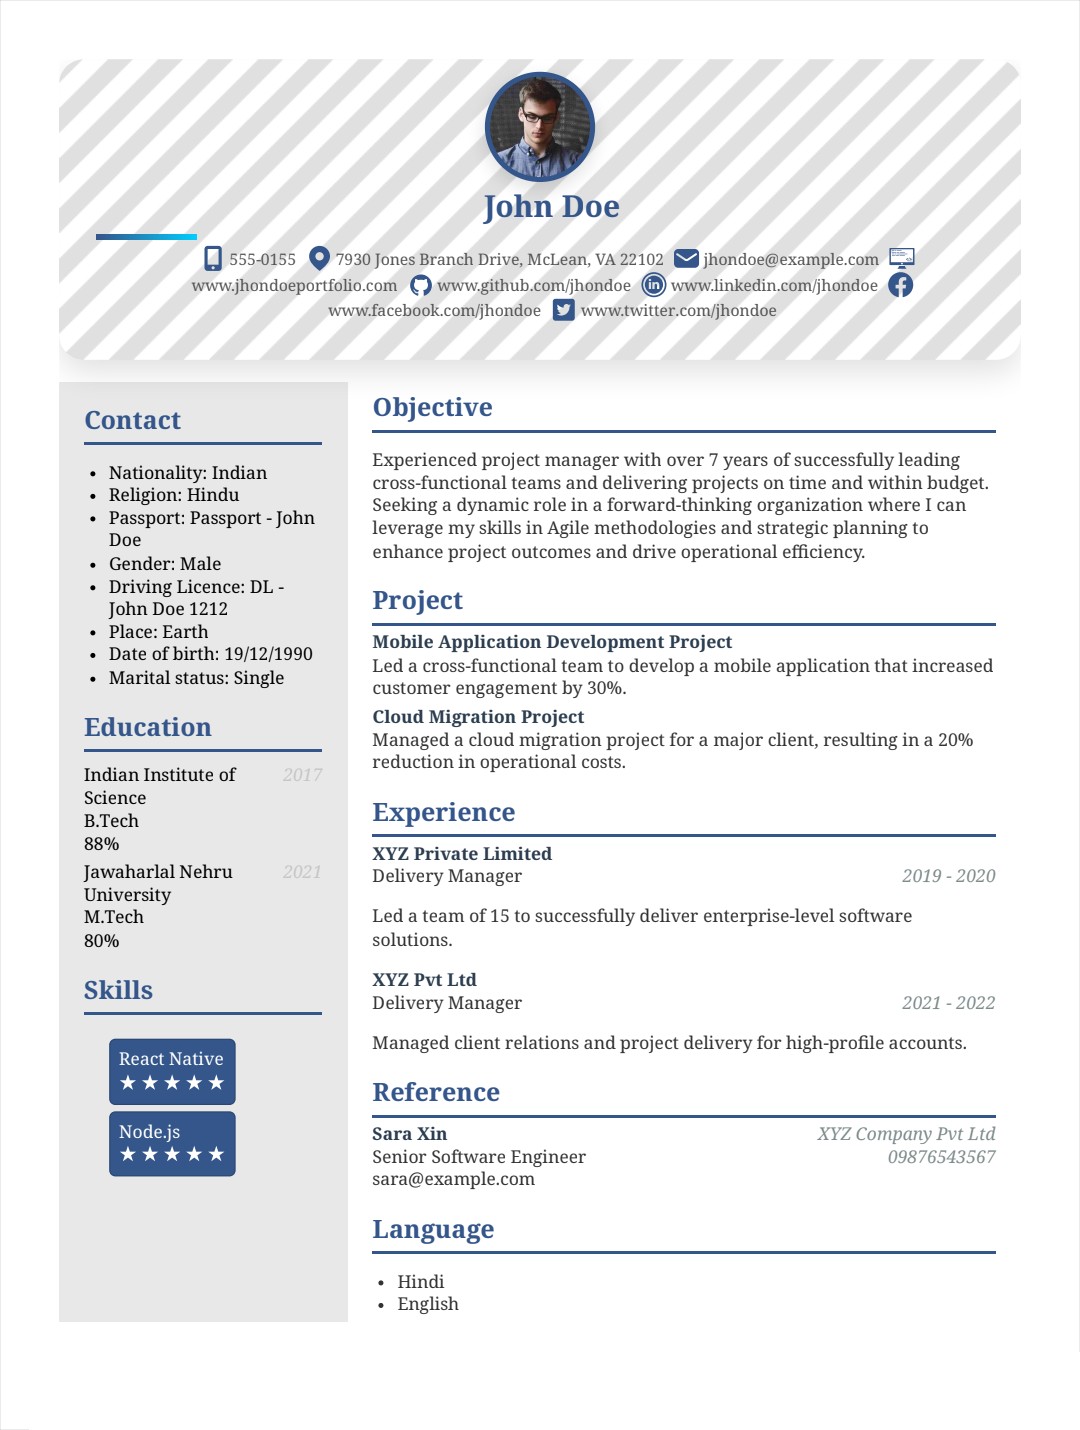 John Doe
555-0155 7930 Jones Branch Drive, McLean, VA 22102 jhondoe@example.com
www.jhondoeportfolio.com www.github.com/jhondoe www.linkedin.com/jhondoe
www.facebook.com/jhondoe www.twitter.com/jhondoe
Contact
• Nationality: Indian
• Religion: Hindu
• Passport: Passport - John
Doe
• Gender: Male
• Driving Licence: DL -
John Doe 1212
• Place: Earth
• Date of birth: 19/12/1990
• Marital status: Single
Education
Indian Institute of 2017
Science
B.Tech
88%
Jawaharlal Nehru 2021
University
M.Tech
80%
Skills
React Native
★ ★ ★ ★ ★
Node.js
★ ★ ★ ★ ★
Objective
Experienced project manager with over 7 years of successfully leading
cross-functional teams and delivering projects on time and within budget.
Seeking a dynamic role in a forward-thinking organization where I can
leverage my skills in Agile methodologies and strategic planning to
enhance project outcomes and drive operational efficiency.
Project
Mobile Application Development Project
Led a cross-functional team to develop a mobile application that increased
customer engagement by 30%.
Cloud Migration Project
Managed a cloud migration project for a major client, resulting in a 20%
reduction in operational costs.
Experience
XYZ Private Limited
Delivery Manager 2019 - 2020
Led a team of 15 to successfully deliver enterprise-level software
solutions.
XYZ Pvt Ltd
Delivery Manager 2021 - 2022
Managed client relations and project delivery for high-profile accounts.
Reference
Sara Xin XYZ Company Pvt Ltd
Senior Software Engineer 09876543567
sara@example.com
Language
• Hindi
• English